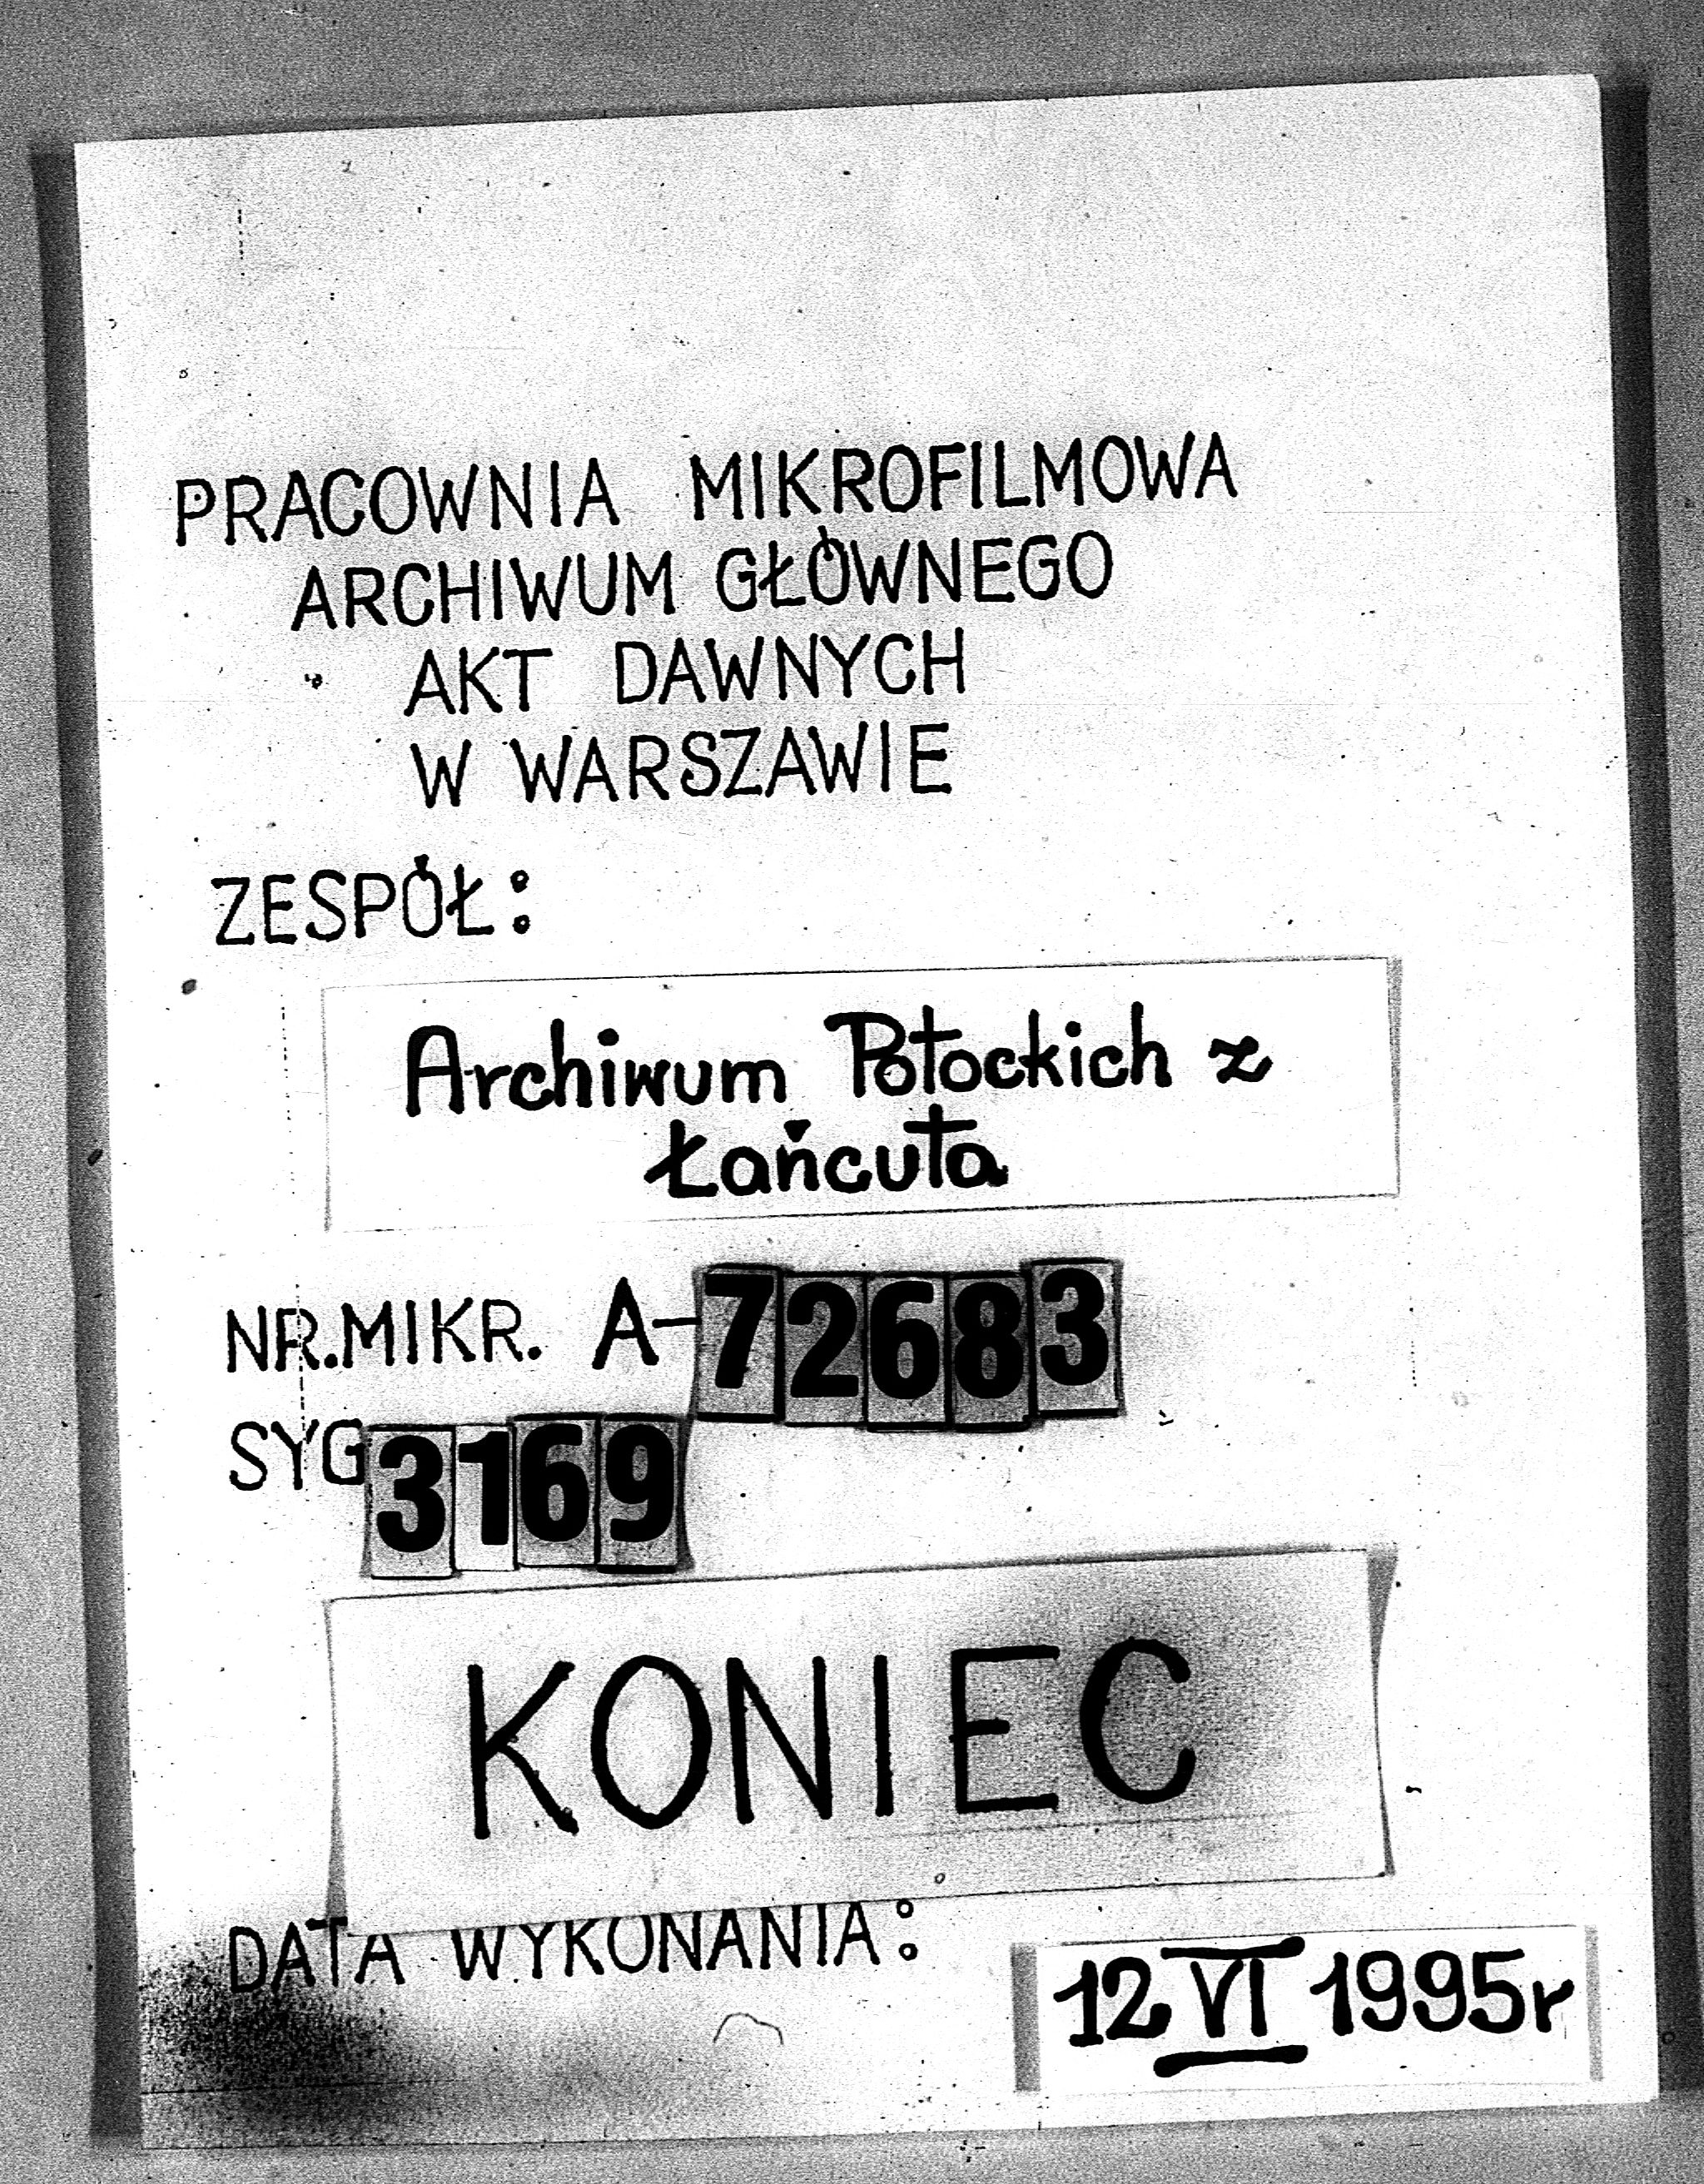 PRACOWNIA MIKROFILMOWA
ARCHIWUM GŁÓWNEGO
AKT DAWNYCH
W WARSZAWIE
ZESPÓŁ:
Archiwum Potockich z
Łańcuta
NR.MIKR. A-72683
SYG 3169
KONIEC
DATA WYKONANIA:
12 VI 1995r